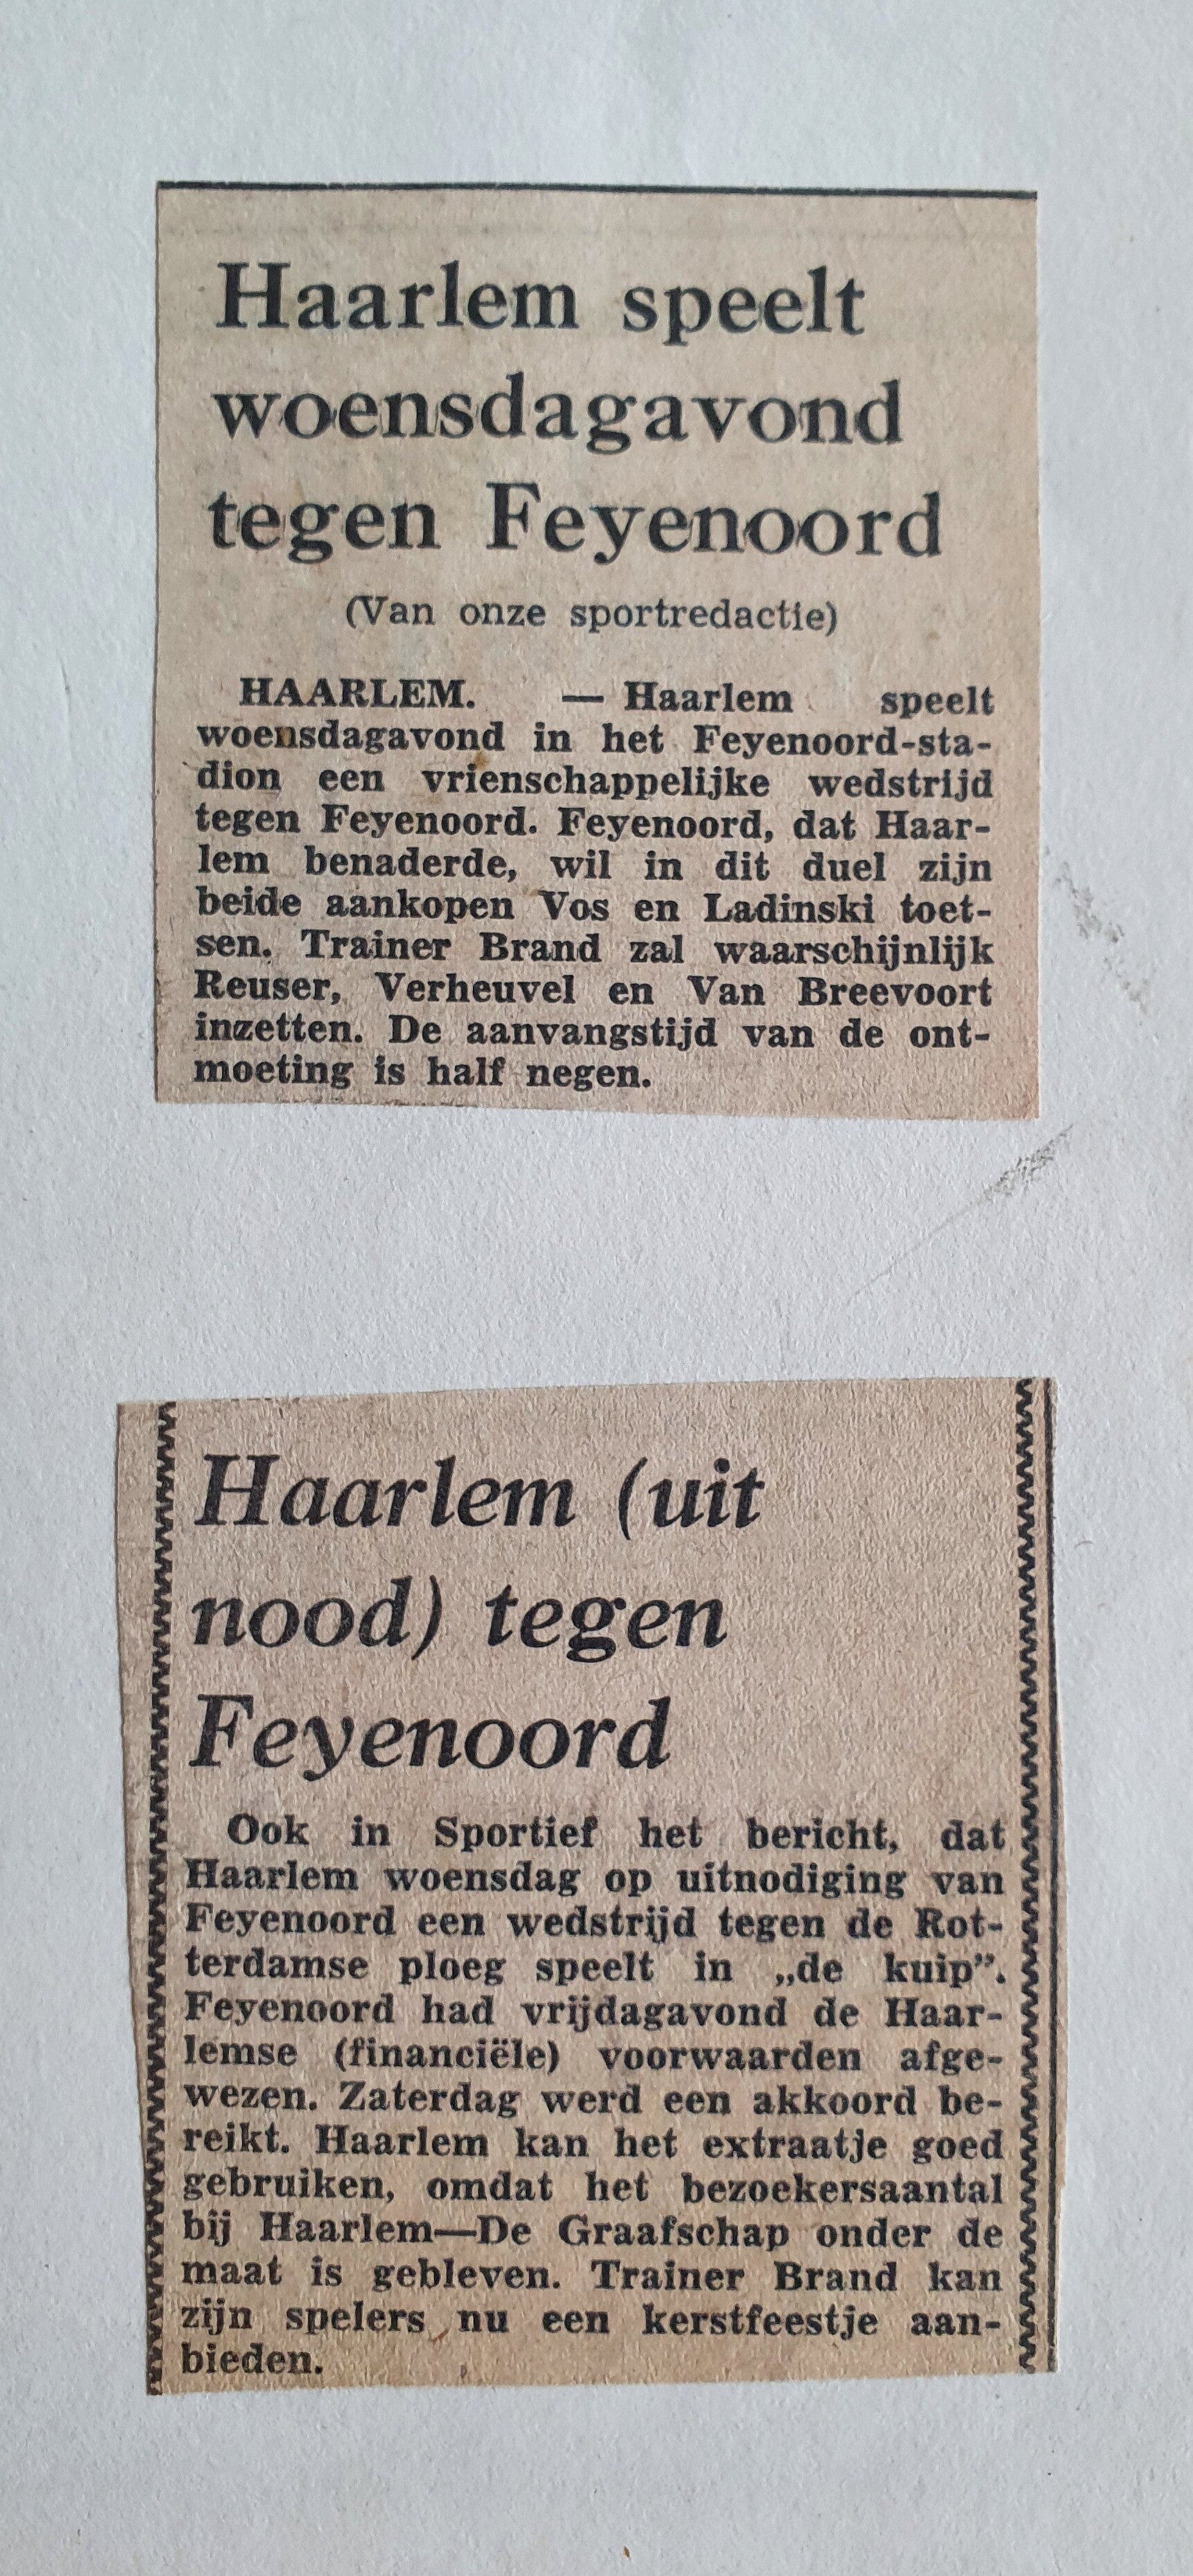 Haarlem speelt
woensdagavond
tegen Feyenoord
(Van onze sportredactie)
HAARLEM. — Haarlem speelt
woensdagavond in het Feyenoord-sta-
dion een vrienschappelijke wedstrijd
tegen Feyenoord. Feyenoord, dat Haar-
lem benaderde, wil in dit duel zijn
beide aankopen Vos en Ladinski toet-
sen. Trainer Brand zal waarschijnlijk
Reuser, Verheuvel en Van Breevoort
inzetten. De aanvangstijd van de ont-
moeting is half negen.
Haarlem (uit
nood) tegen
Feyenoord
Ook in Sportief het bericht, dat
Haarlem woensdag op uitnodiging van
Feyenoord een wedstrijd tegen de Rot-
terdamse ploeg speelt in „de kuip”.
Feyenoord had vrijdagavond de Haar-
lemse (financiële) voorwaarden afge-
wezen. Zaterdag werd een akkoord be-
reikt. Haarlem kan het extraatje goed
gebruiken, omdat het bezoekersaantal
bij Haarlem—De Graafschap onder de
maat is gebleven. Trainer Brand kan
zijn spelers nu een kerstfeestje aan-
bieden.